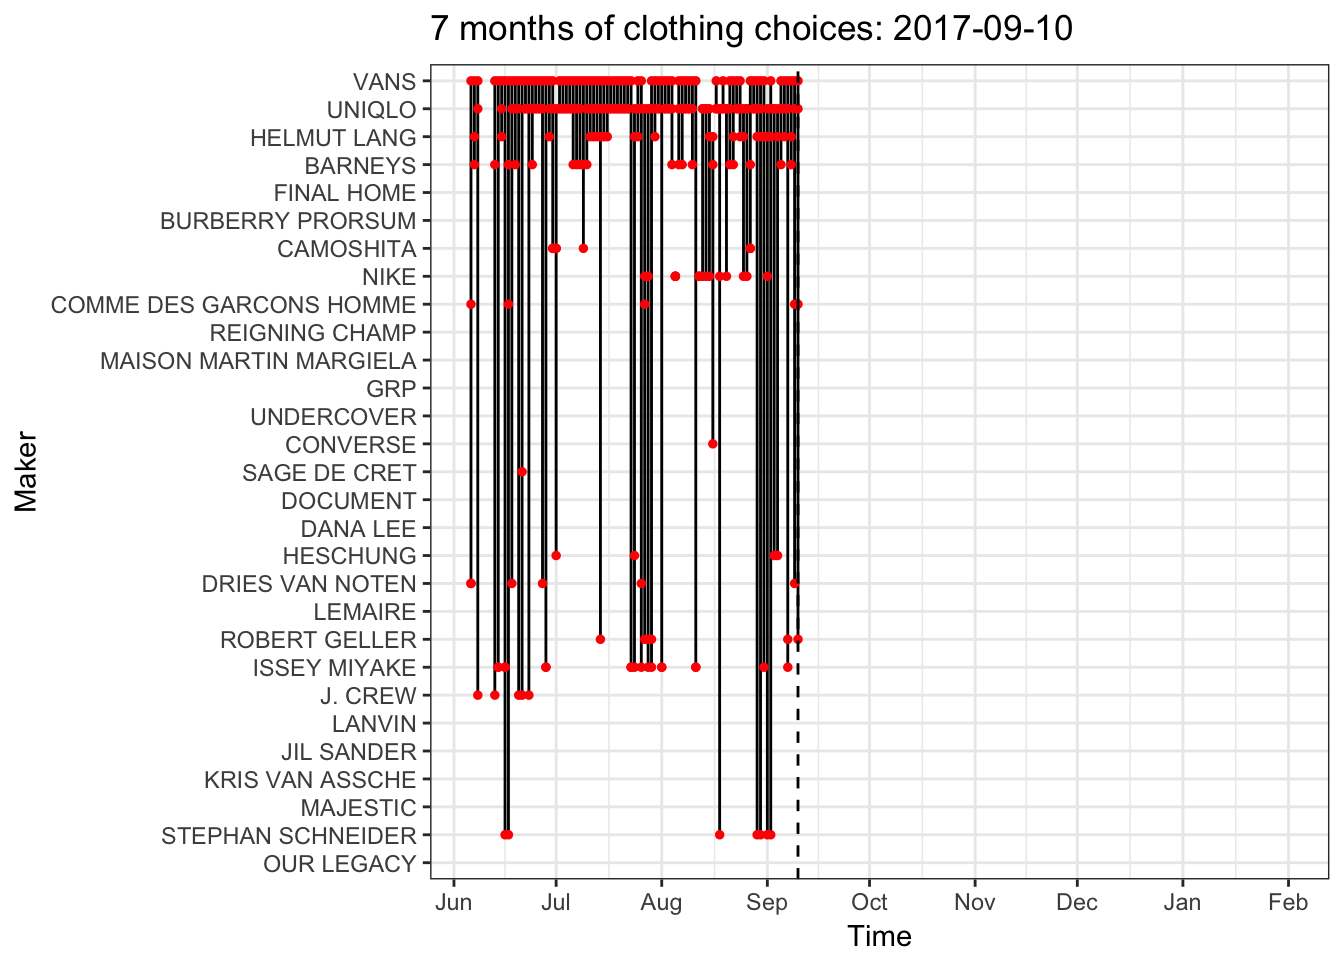 7 months of clothing choices: 2017-09-10
VANS
UNIQLO
HELMUT LANG
BARNEYS
FINAL HOME
BURBERRY PRORSUM
CAMOSHITA
NIKE
COMME DES GARCONS HOMME
REIGNING CHAMP
MAISON MARTIN MARGIELA
GRP
UNDERCOVER
CONVERSE
SAGE DE CRET
DOCUMENT
DANA LEE
HESCHUNG
DRIES VAN NOTEN
LEMAIRE
ROBERT GELLER
ISSEY MIYAKE
J. CREW
LANVIN
JIL SANDER
KRIS VAN ASSCHE
MAJESTIC
STEPHAN SCHNEIDER
OUR LEGACY
Maker
Jun Jul Aug Sep Oct Nov Dec Jan Feb
Time